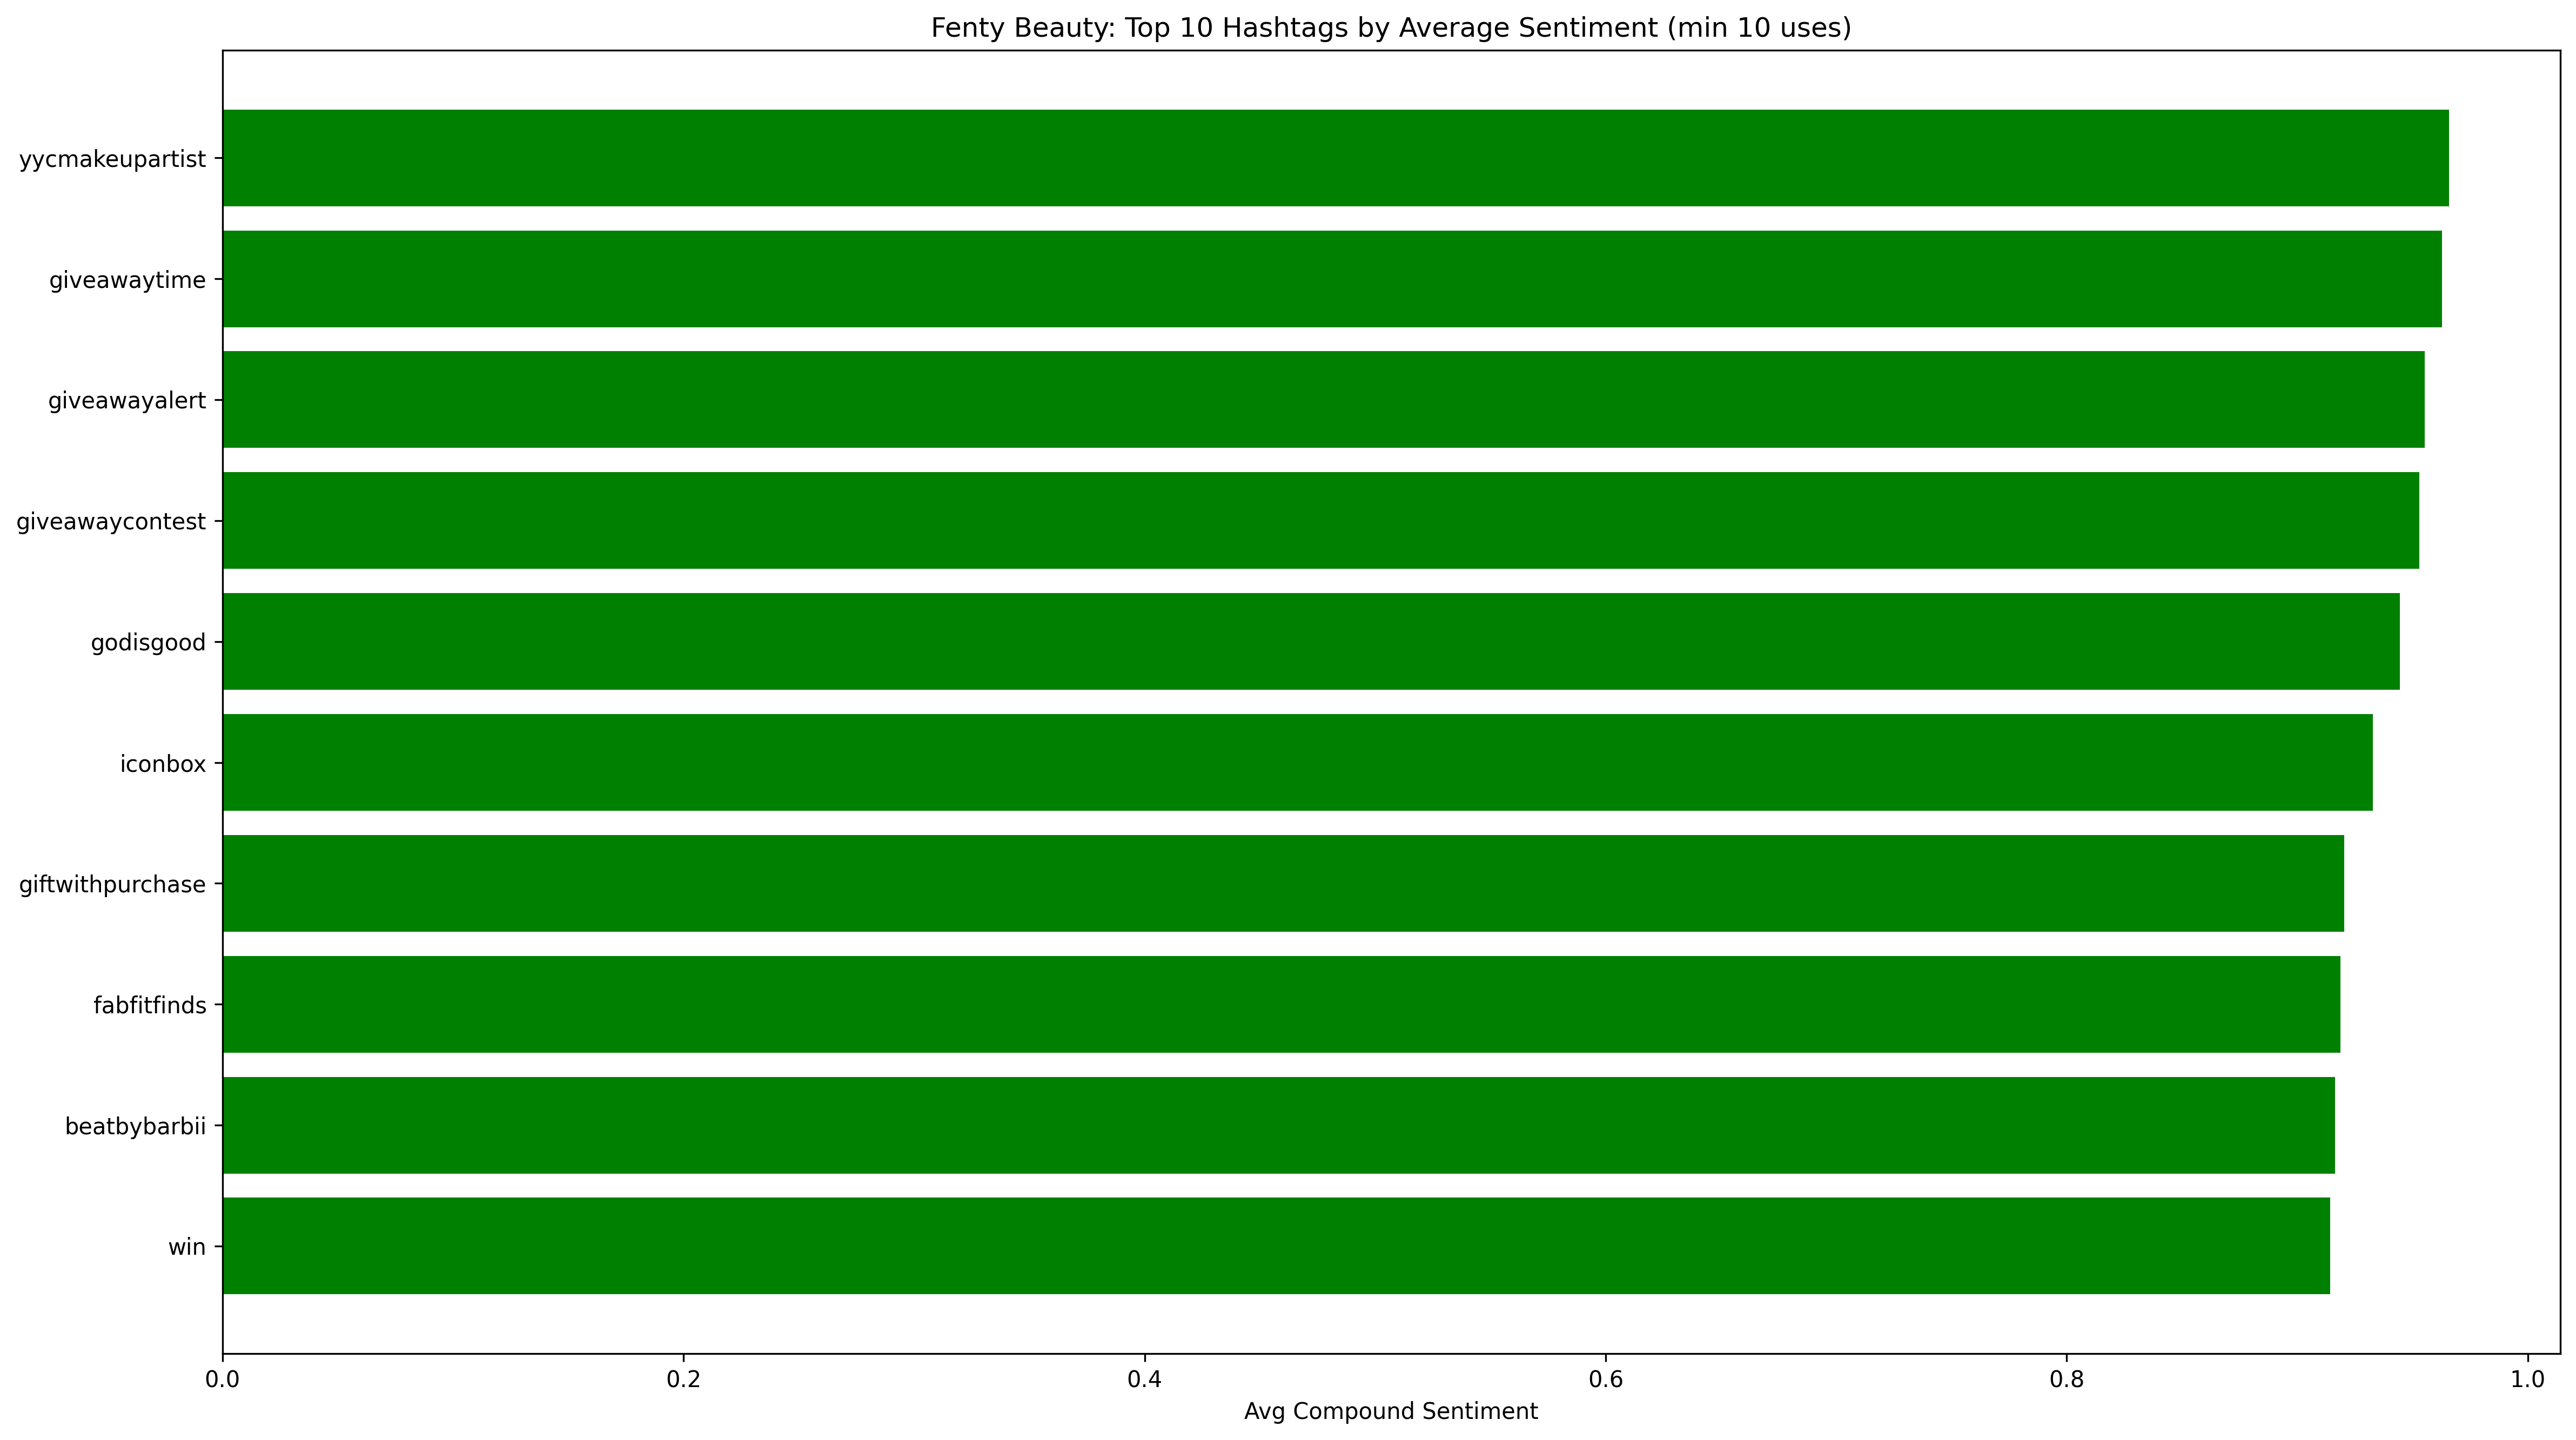 Fenty Beauty: Top 10 Hashtags by Average Sentiment (min 10 uses)
yycmakeupartist
giveawaytime
giveawayalert
giveawaycontest
godisgood
iconbox
giftwithpurchase
fabfitfinds
beatbybarbii
win
0.0 0.2 0.4 0.6 0.8 1.0
Avg Compound Sentiment